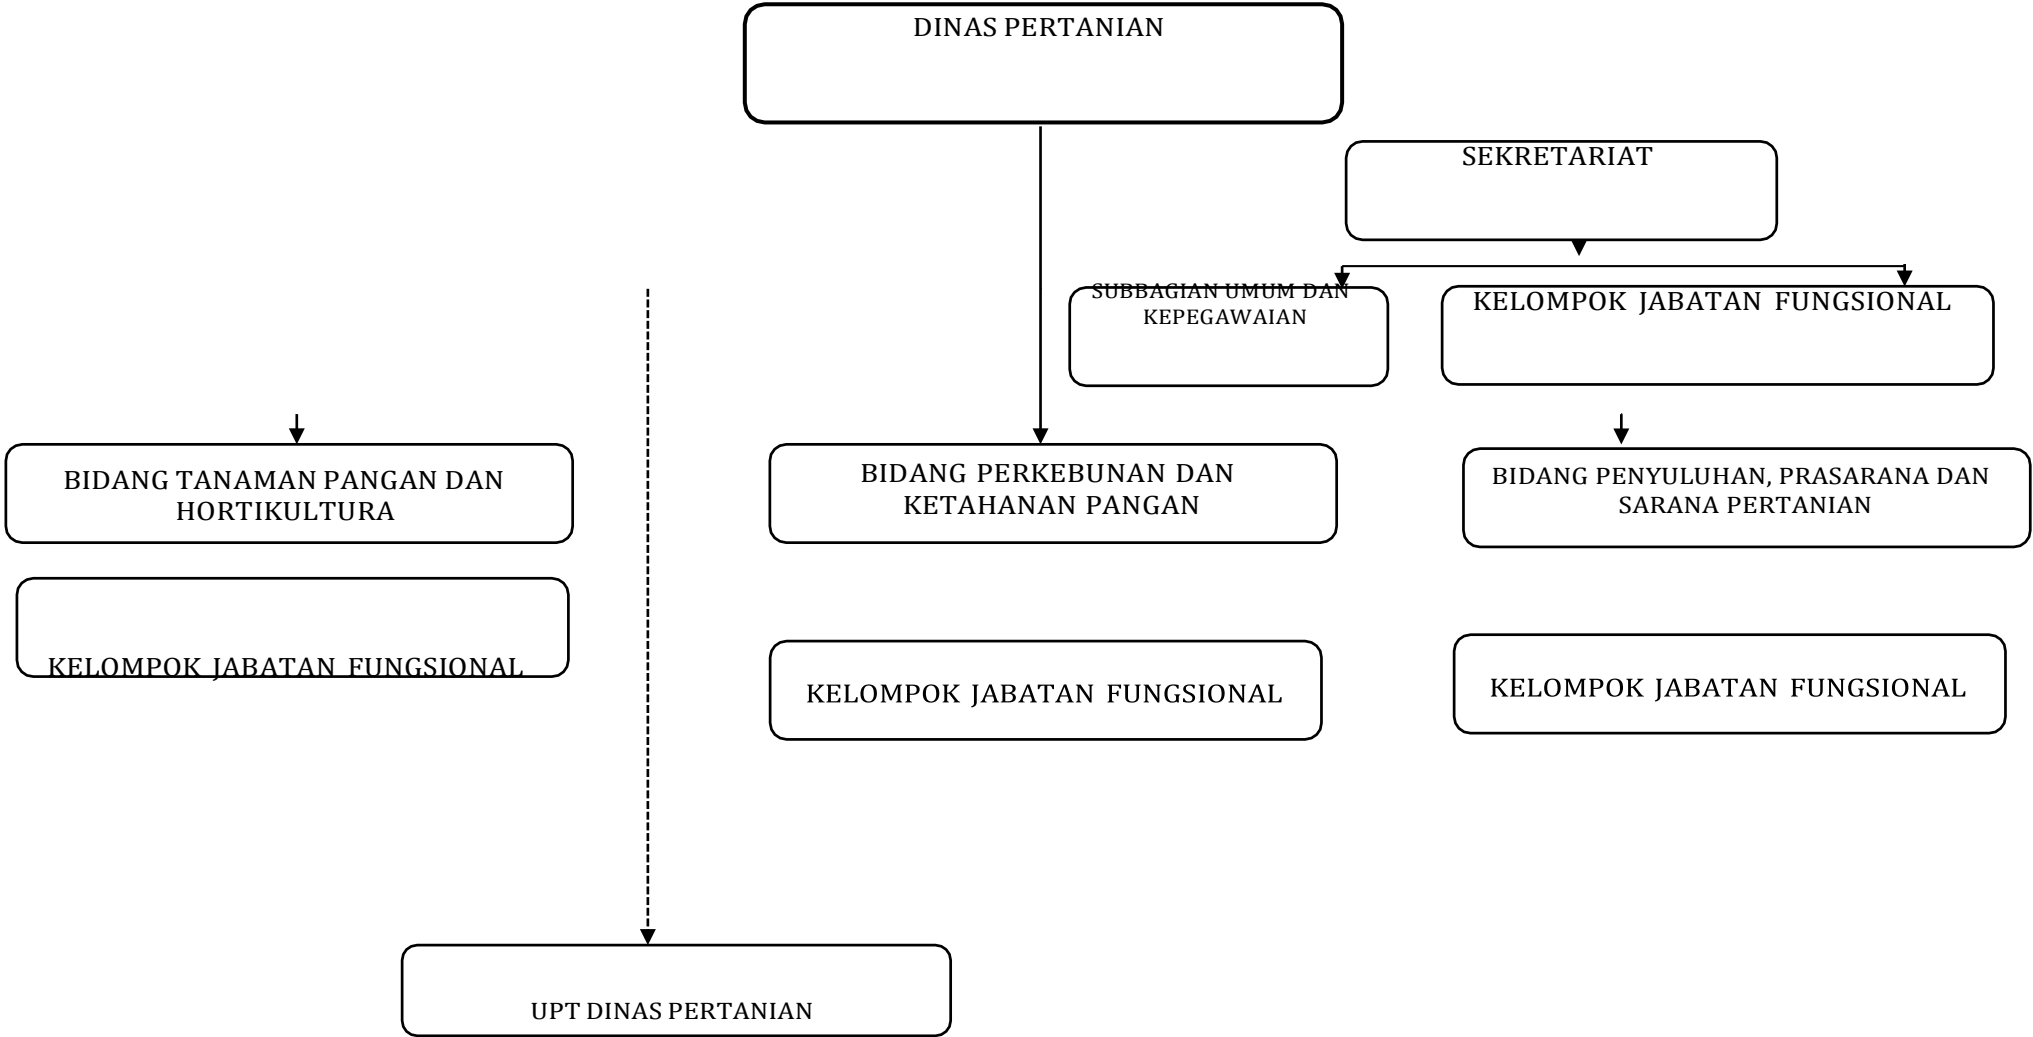 DINAS PERTANIAN
SEKRETARIAT
SUBBAGIAN UMUM DAN
KEPEGAWAIAN
KELOMPOK JABATAN FUNGSIONAL
BIDANG TANAMAN PANGAN DAN
HORTIKULTURA
BIDANG PERKEBUNAN DAN
KETAHANAN PANGAN
BIDANG PENYULUHAN, PRASARANA DAN
SARANA PERTANIAN
KELOMPOK JABATAN FUNGSIONAL
KELOMPOK JABATAN FUNGSIONAL
KELOMPOK JABATAN FUNGSIONAL
UPT DINAS PERTANIAN